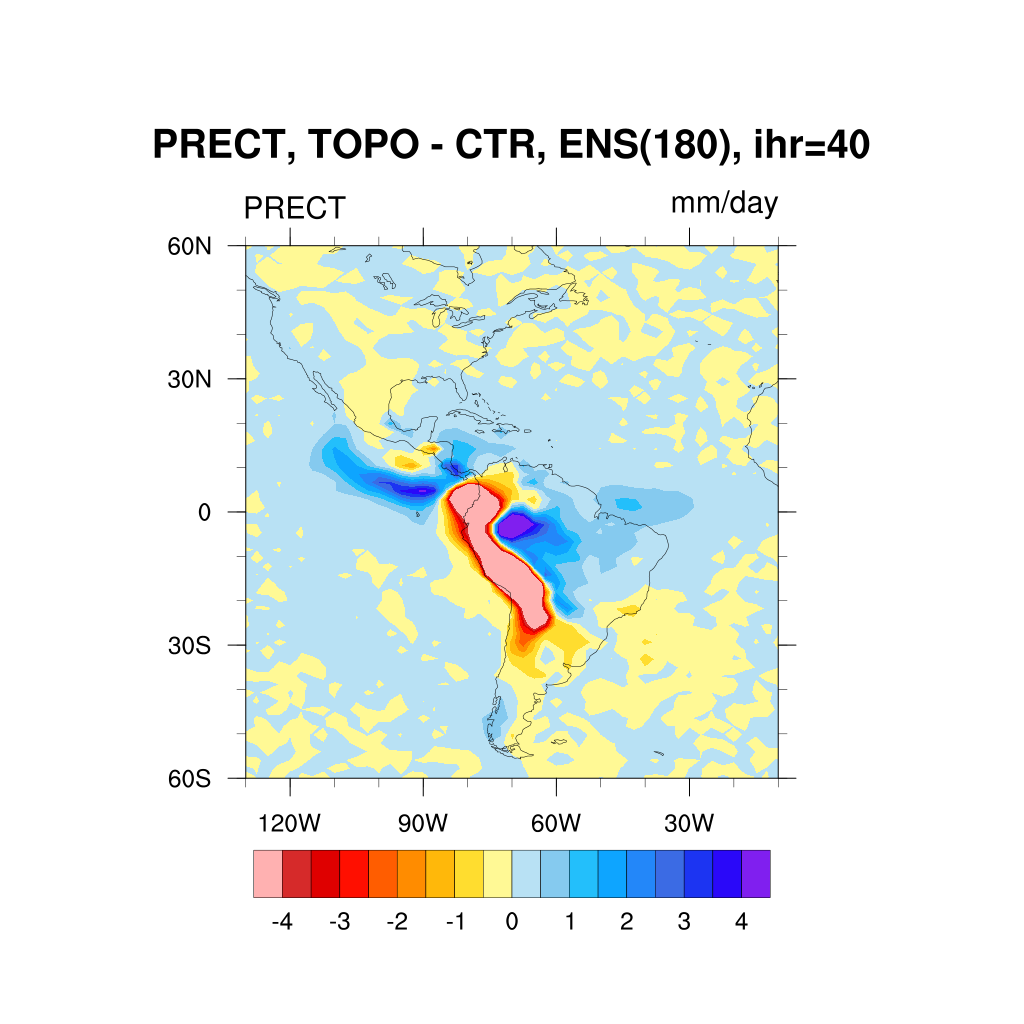 PRECT, TOPO - CTR, ENS(180), ihr=40
PRECT mm/day
60N
30N
0
30S
60S
120W 90W 60W 30W
-4 -3 -2 -1 0 1 2 3 4